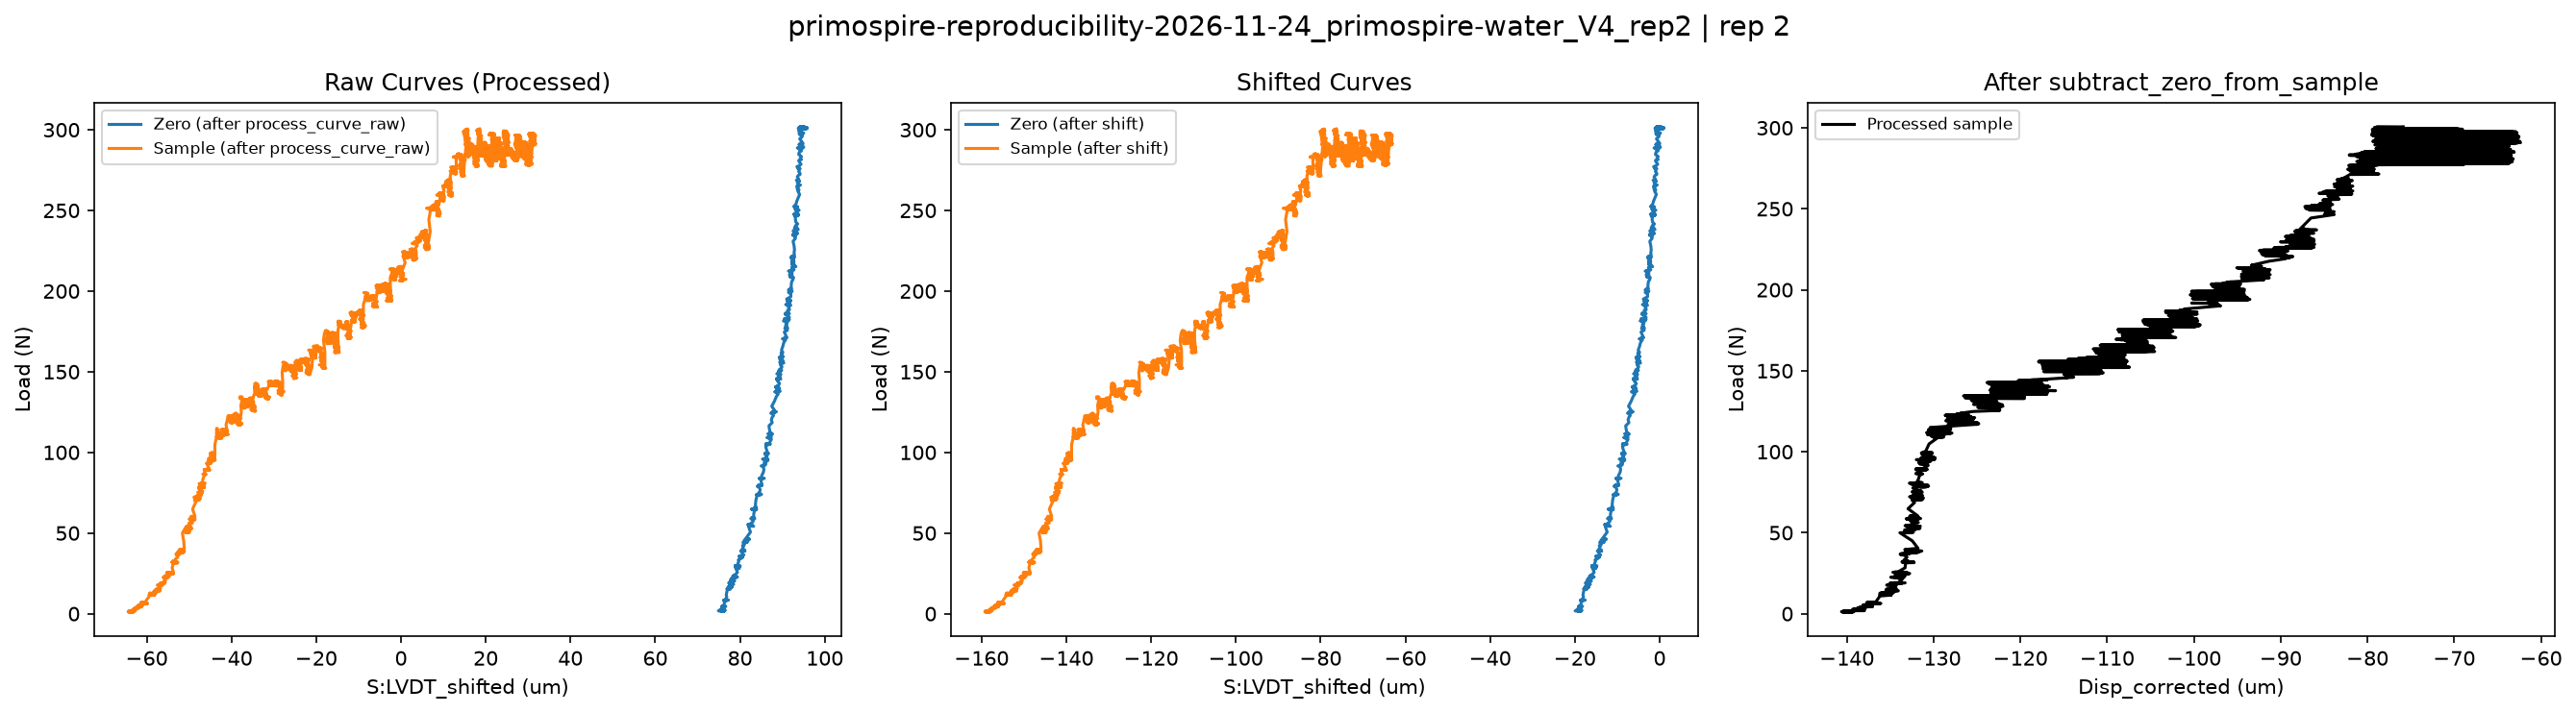 primospire-reproducibility-2026-11-24_primospire-water_V4_rep2 | rep 2
Raw Curves (Processed)
Zero (after process_curve_raw)
Sample (after process_curve_raw)
300
250
200
150
100
50
0
Load (N)
−60 −40 −20 0 20 40 60 80 100
S:LVDT_shifted (um)
Shifted Curves
Zero (after shift)
Sample (after shift)
300
250
200
150
100
50
0
Load (N)
−160 −140 −120 −100 −80 −60 −40 −20 0
S:LVDT_shifted (um)
After subtract_zero_from_sample
Processed sample
300
250
200
150
100
50
0
Load (N)
−140 −130 −120 −110 −100 −90 −80 −70 −60
Disp_corrected (um)